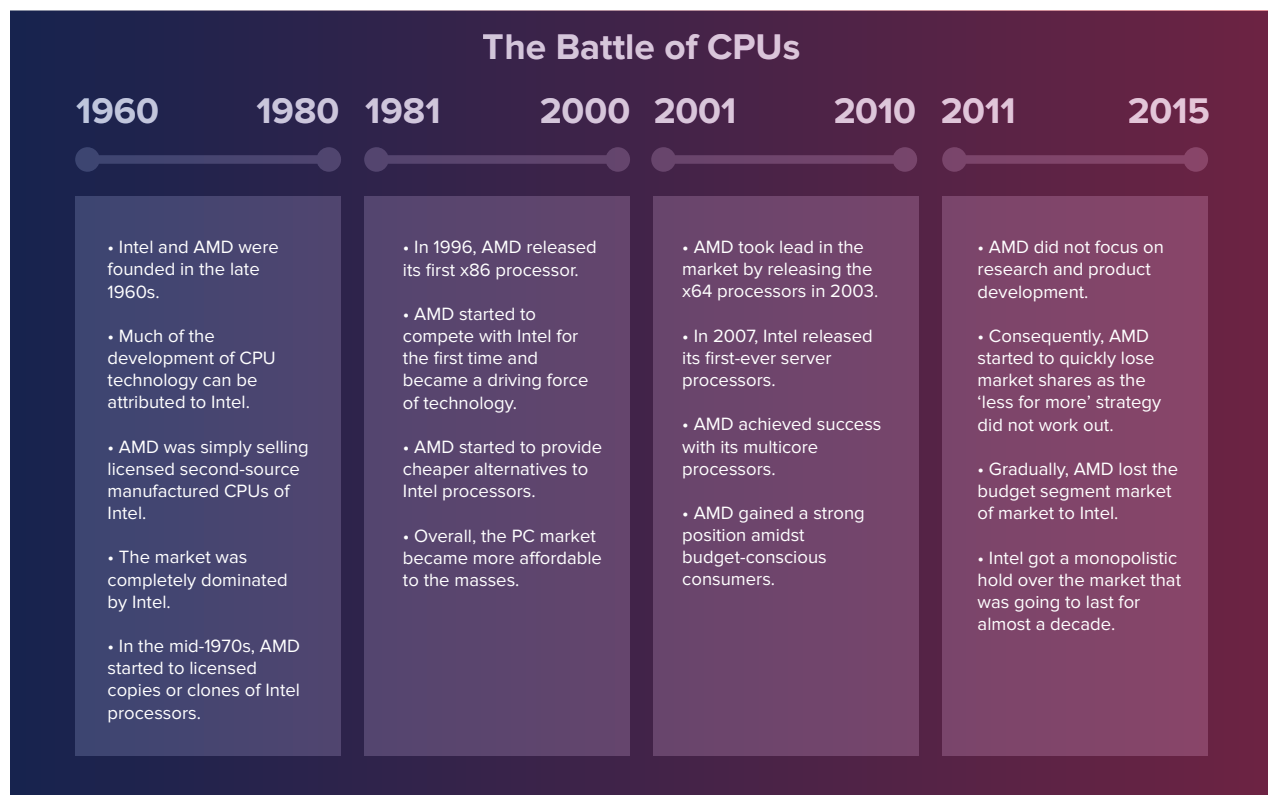 The Battle of CPUs
1960 1980
• Intel and AMD were
founded in the late
1960s.
• Much of the
development of CPU
technology can be
attributed to Intel.
• AMD was simply selling
licensed second-source
manufactured CPUs of
Intel.
• The market was
completely dominated
by Intel.
• In the mid-1970s, AMD
started to licensed
copies or clones of Intel
processors.
1981 2000
• In 1996, AMD released
its first x86 processor.
• AMD started to
compete with Intel for
the first time and
became a driving force
of technology.
• AMD started to provide
cheaper alternatives to
Intel processors.
• Overall, the PC market
became more affordable
to the masses.
2001 2010
• AMD took lead in the
market by releasing the
x64 processors in 2003.
• In 2007, Intel released
its first-ever server
processors.
• AMD achieved success
with its multicore
processors.
• AMD gained a strong
position amidst
budget-conscious
consumers.
2011 2015
• AMD did not focus on
research and product
development.
• Consequently, AMD
started to quickly lose
market shares as the
‘less for more’ strategy
did not work out.
• Gradually, AMD lost the
budget segment market
of market to Intel.
• Intel got a monopolistic
hold over the market that
was going to last for
almost a decade.